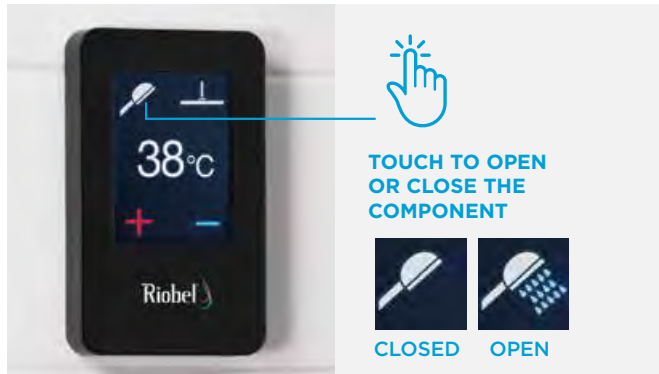 38°C
+ −
Riobel
TOUCH TO OPEN
OR CLOSE THE
COMPONENT
CLOSED OPEN